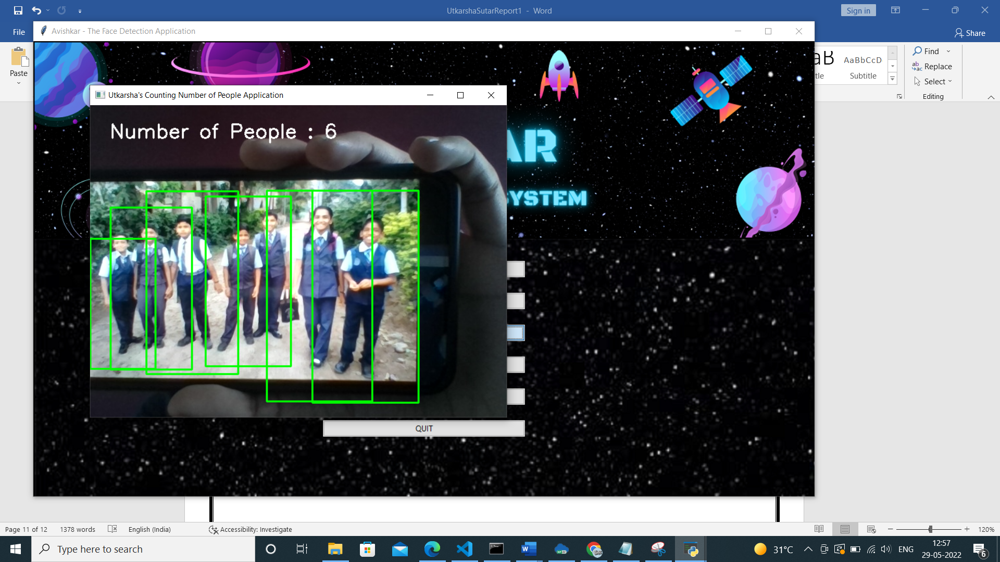 UtkarshaSutarReport1 - Word
Sign in
File
Avishkar - The Face Detection Application
Share
Paste
Find
Replace
Select
Editing
AaB
AaBbCcD
tle
Subtitle
Utkarsha's Counting Number of People Application
Number of People : 6
AR
SYSTEM
QUIT
Page 11 of 12 1378 words English (India) Accessibility: Investigate 120%
Type here to search
31°C ENG
12:57
29-05-2022
6